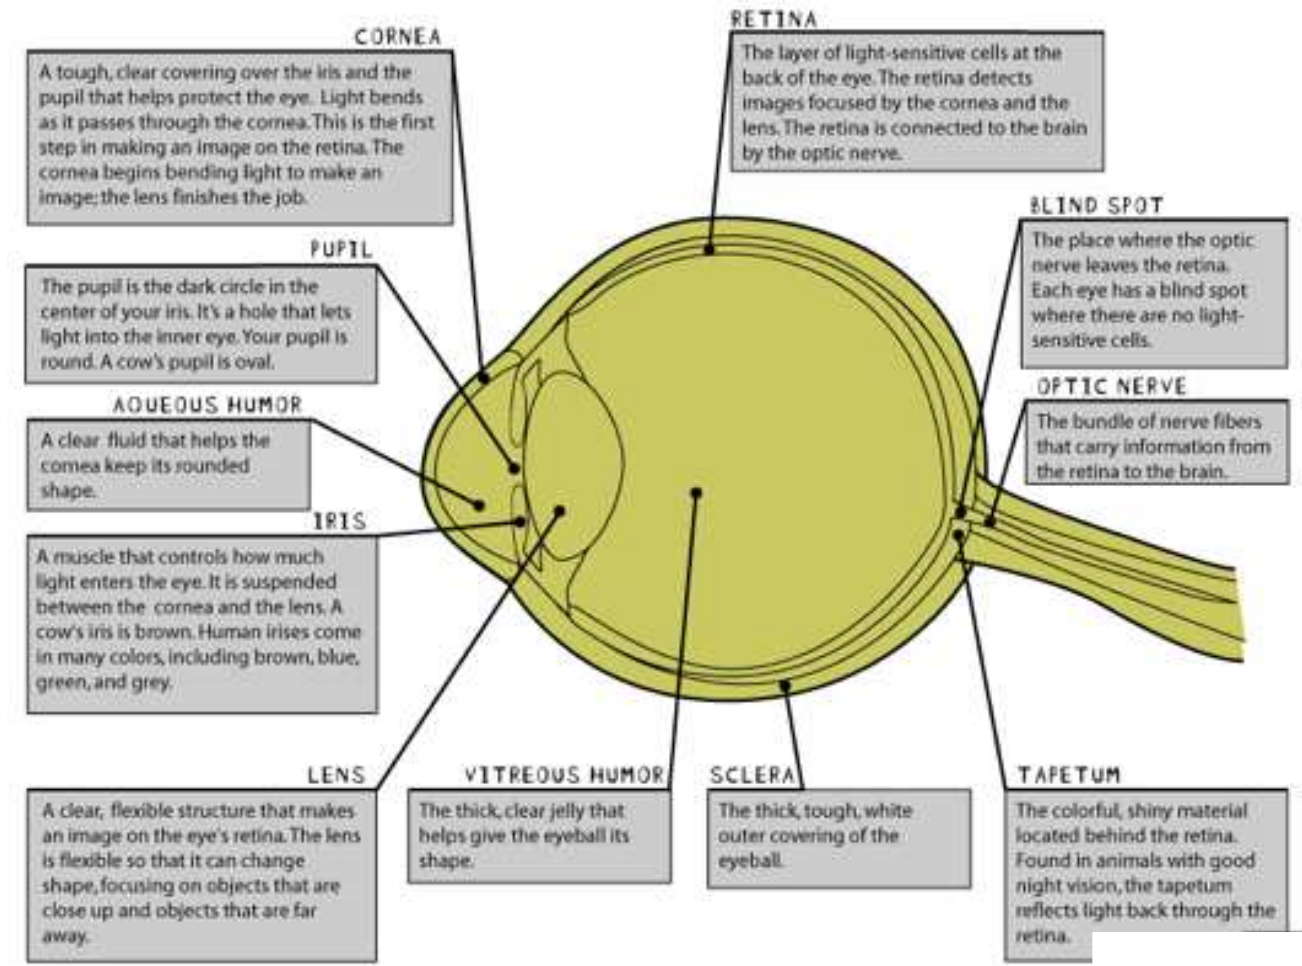 CORNEA
A tough, clear covering over the iris and the
pupil that helps protect the eye. Light bends
as it passes through the cornea. This is the first
step in making an image on the retina. The
cornea begins bending light to make an
image; the lens finishes the job.
RETINA
The layer of light-sensitive cells at the
back of the eye. The retina detects
images focused by the cornea and the
lens. The retina is connected to the brain
by the optic nerve.
PUPIL
The pupil is the dark circle in the
center of your iris. It's a hole that lets
light into the inner eye. Your pupil is
round. A cow's pupil is oval.
BLIND SPOT
The place where the optic
nerve leaves the retina.
Each eye has a blind spot
where there are no light-
sensitive cells.
AQUEOUS HUMOR
A clear fluid that helps the
cornea keep its rounded
shape.
OPTIC NERVE
The bundle of nerve fibers
that carry information from
the retina to the brain.
IRIS
A muscle that controls how much
light enters the eye. It is suspended
between the cornea and the lens. A
cow's iris is brown. Human irises come
in many colors, including brown, blue,
green, and grey.
LENS
A clear, flexible structure that makes
an image on the eye's retina. The lens
is flexible so that it can change
shape, focusing on objects that are
close up and objects that are far
away.
VITREOUS HUMOR
The thick, clear jelly that
helps give the eyeball its
shape.
SCLERA
The thick, tough, white
outer covering of the
eyeball.
TAPETUM
The colorful, shiny material
located behind the retina.
Found in animals with good
night vision, the tapetum
reflects light back through the
retina.